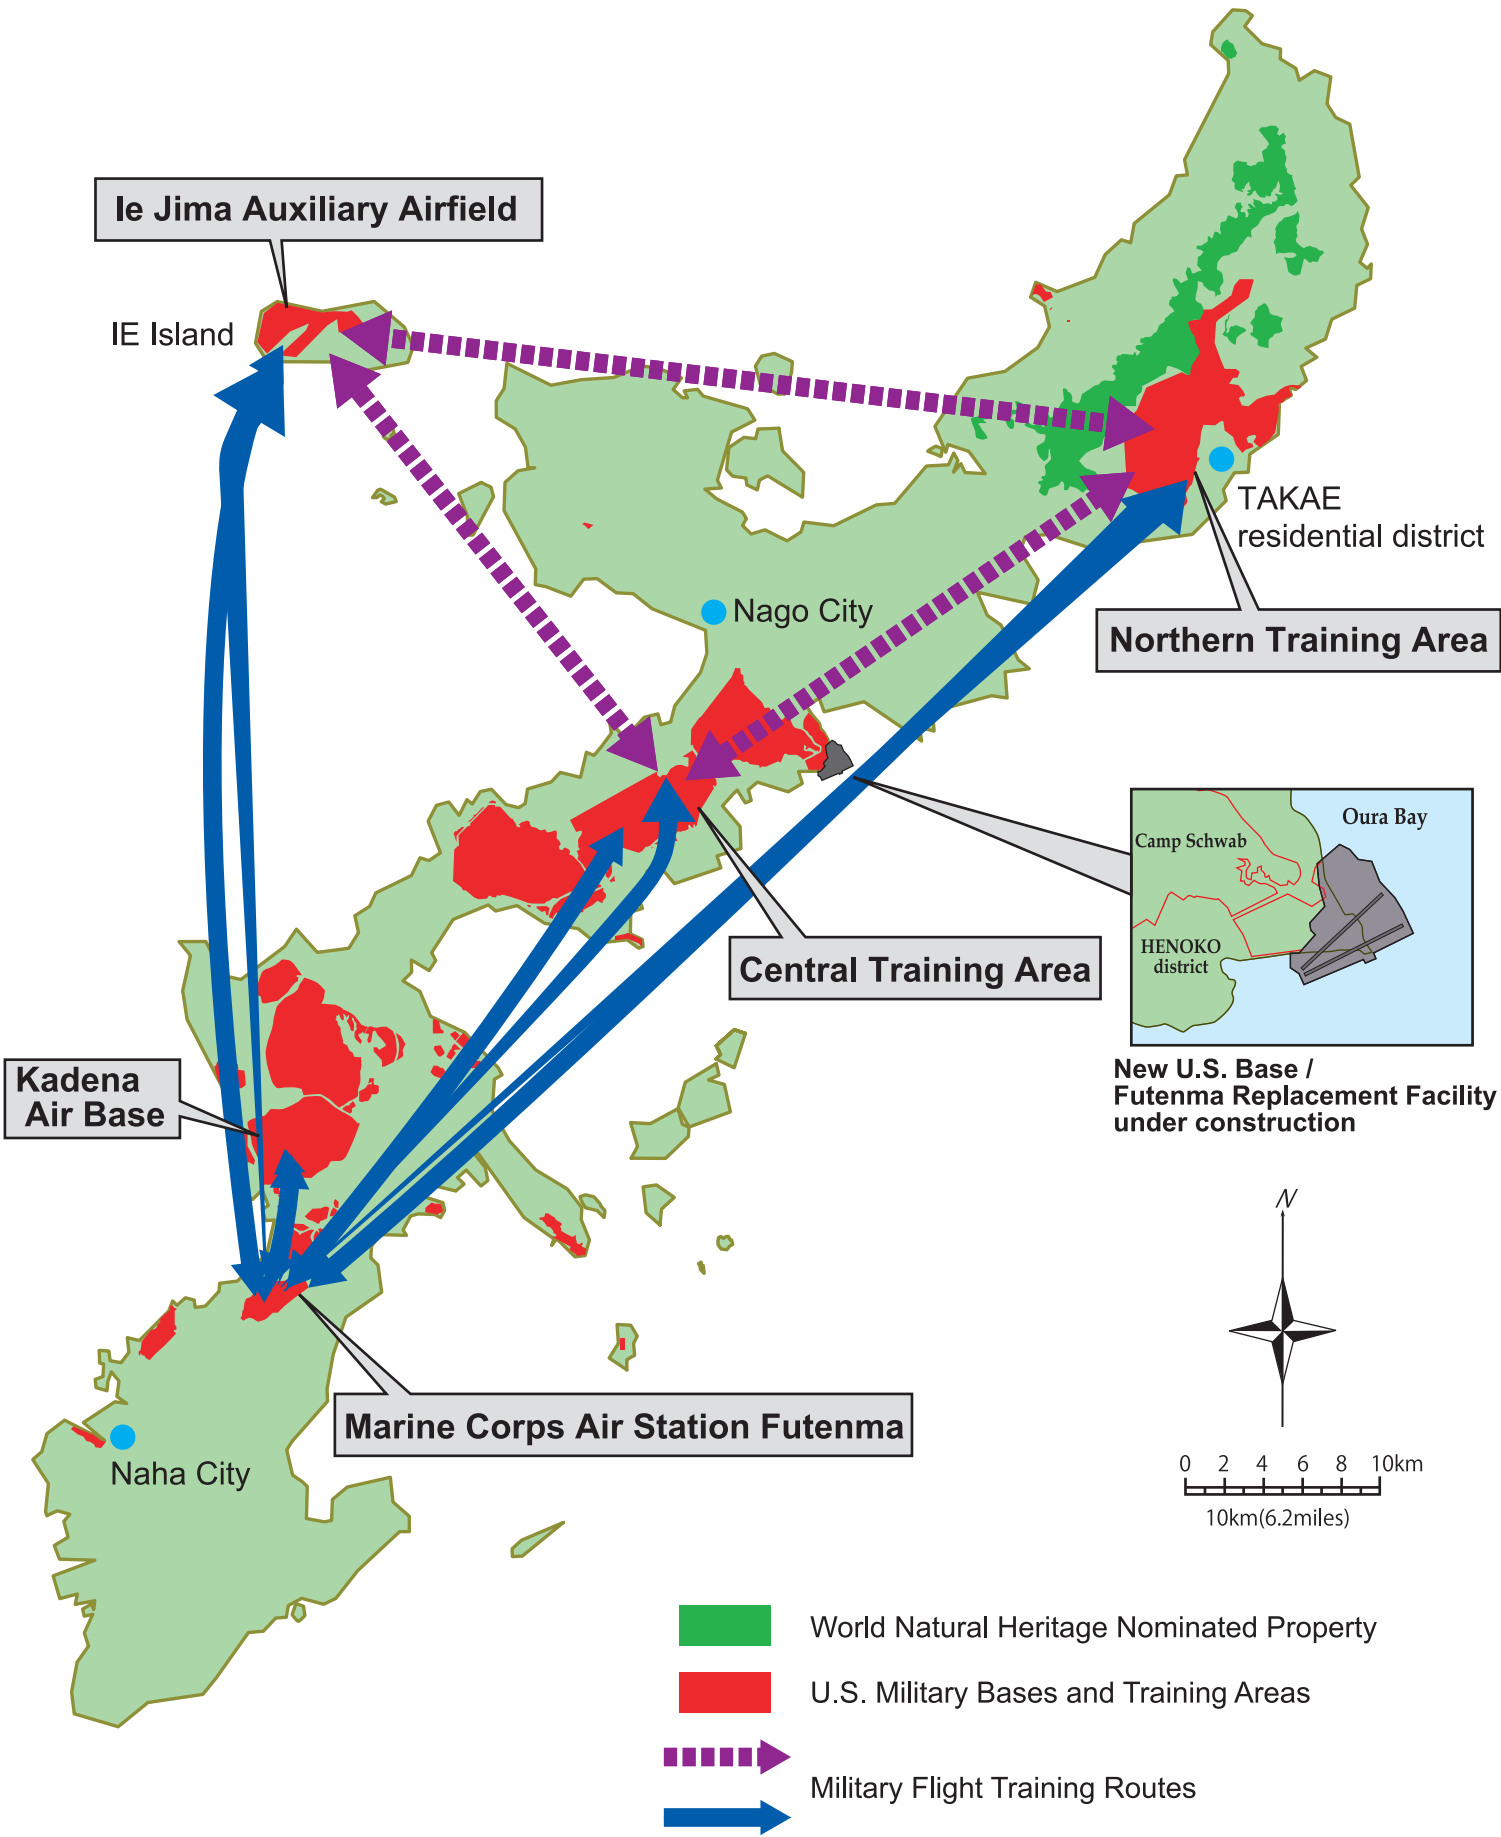 Ie Jima Auxiliary Airfield
IE Island
TAKAE
residential district
Nago City
Northern Training Area
Camp Schwab
Oura Bay
HENOKO
district
Central Training Area
New U.S. Base /
Futenma Replacement Facility
under construction
Kadena
Air Base
N
Marine Corps Air Station Futenma
Naha City
0 2 4 6 8 10km
10km(6.2miles)
World Natural Heritage Nominated Property
U.S. Military Bases and Training Areas
Military Flight Training Routes